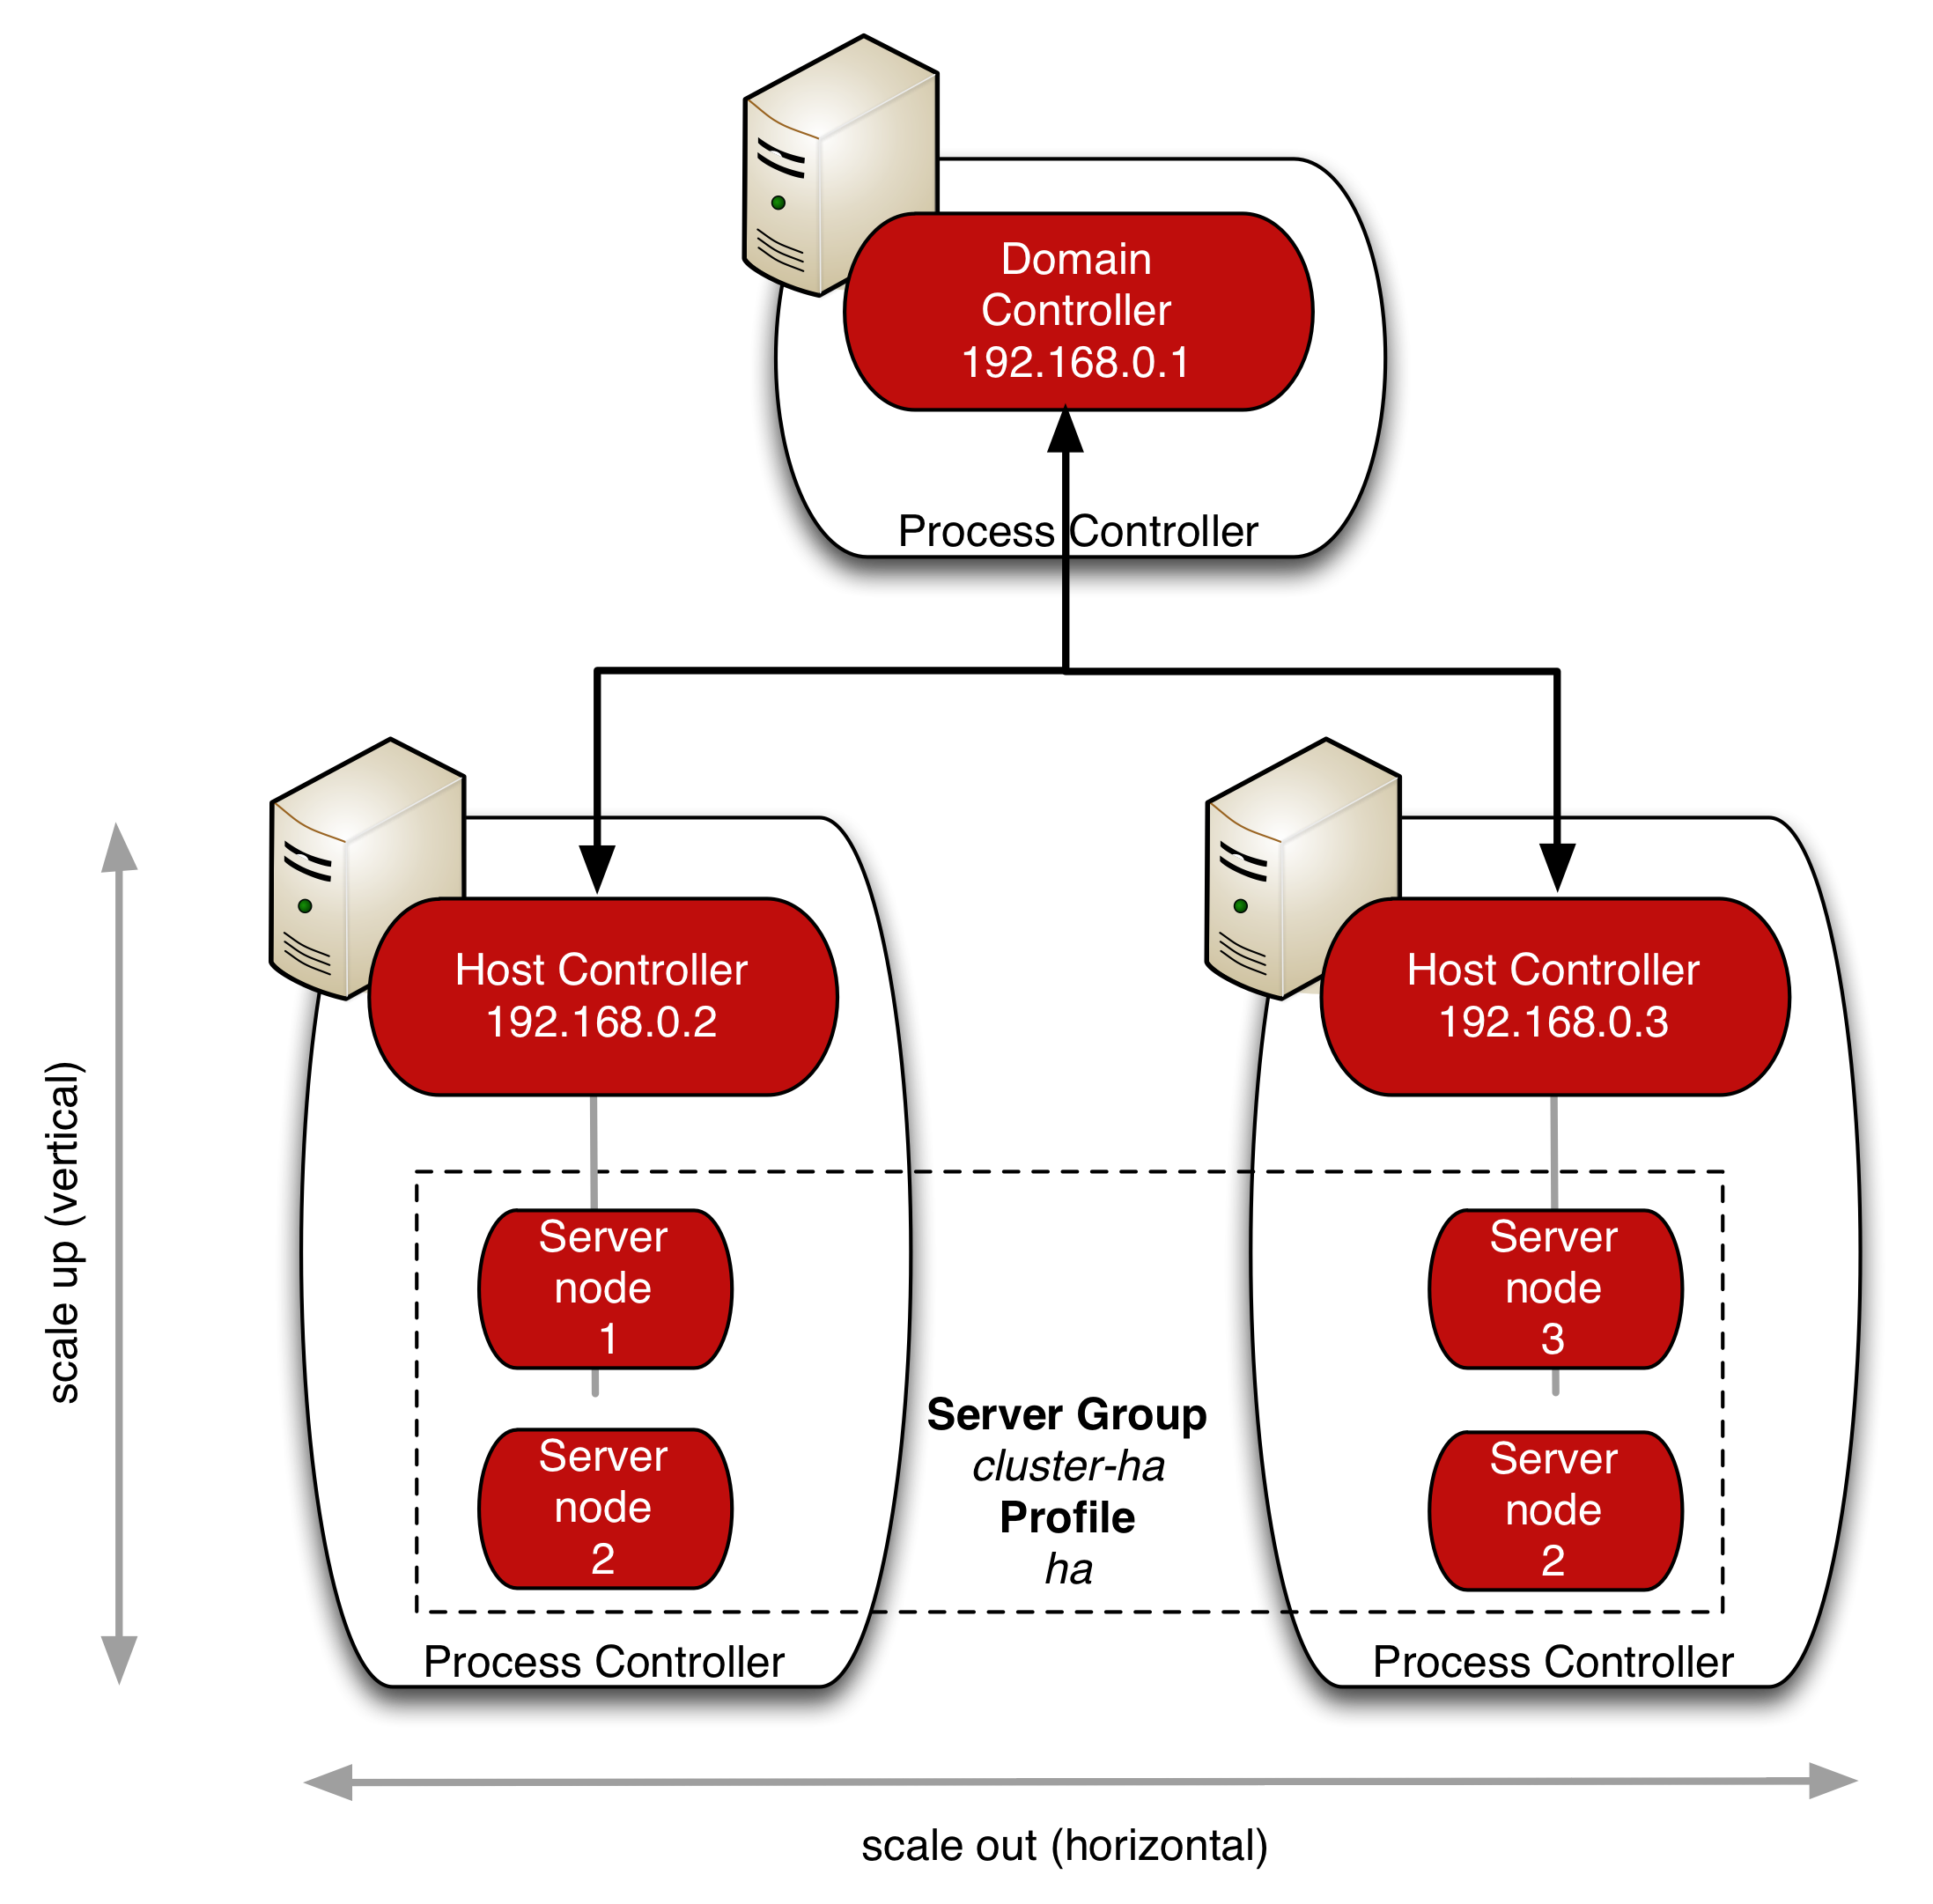 Domain
Controller
192.168.0.1
Process Controller
Host Controller
192.168.0.2
Host Controller
192.168.0.3
scale up (vertical)
Server
node
1
Server
node
3
Server
node
2
Server Group
cluster-ha
Profile
ha
Server
node
2
Process Controller
Process Controller
scale out (horizontal)